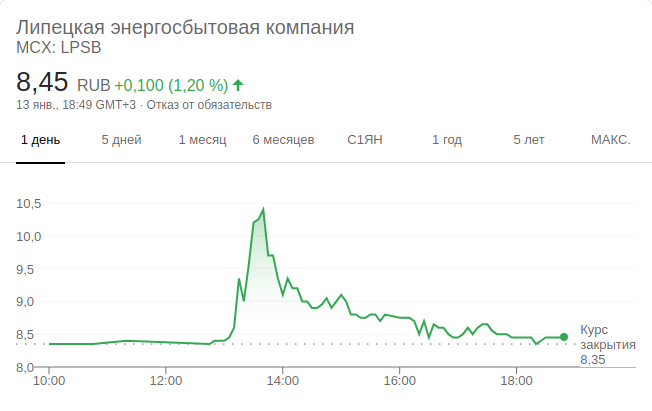 Липецкая энергосбытовая компания
MCX: LPSB
8,45 RUB +0,100 (1,20 %)
13 янв., 18:49 GMT+3 · Отказ от обязательств
1 день 5 дней 1 месяц 6 месяцев С1ЯН 1 год 5 лет МАКС.
10,5
10,0
9,5
9,0
8,5
8,0
Курс
закрытия
8,35
10:00 12:00 14:00 16:00 18:00